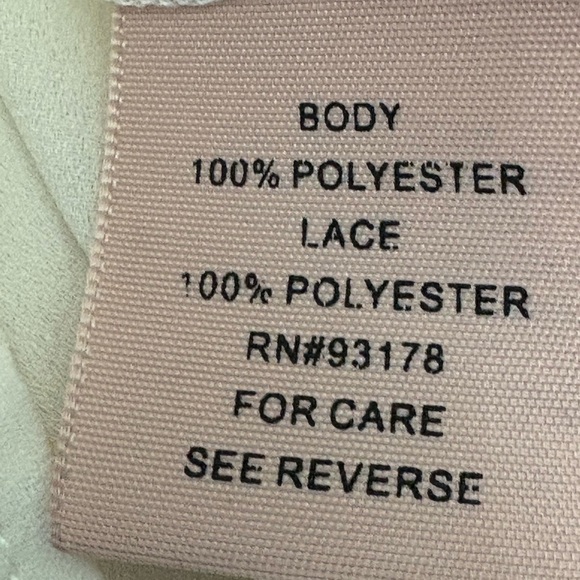 BODY
100% POLYESTER
LACE
100% POLYESTER
RN#93178
FOR CARE
SEE REVERSE